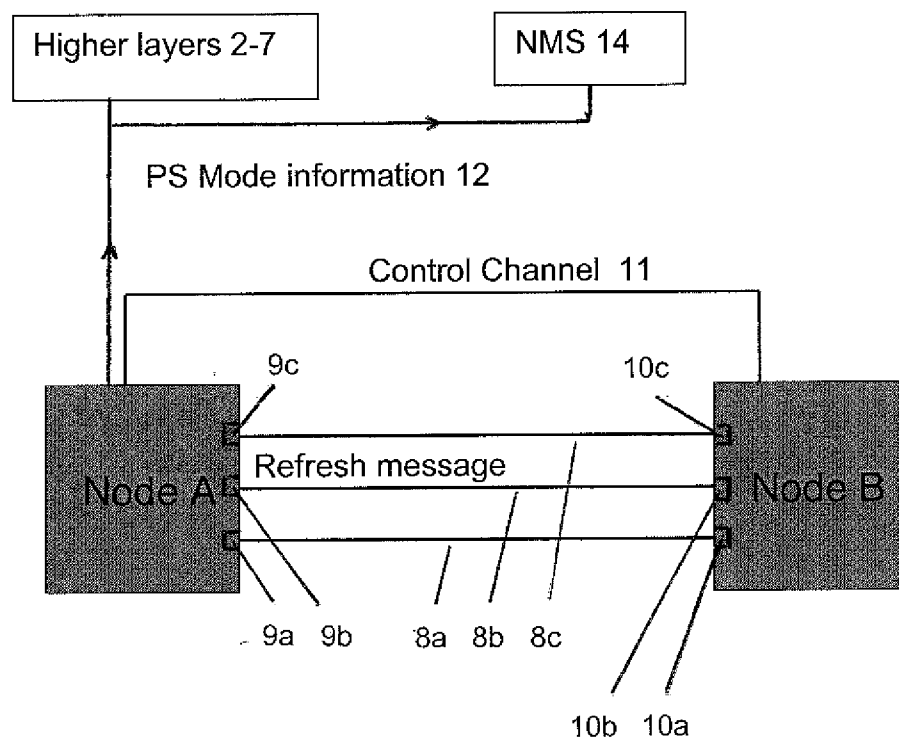 Higher layers 2-7
NMS 14
PS Mode information 12
Control Channel 11
9c
10c
Refresh message
Node A
Node B
9a
9b
8a
8b
8c
10b
10a